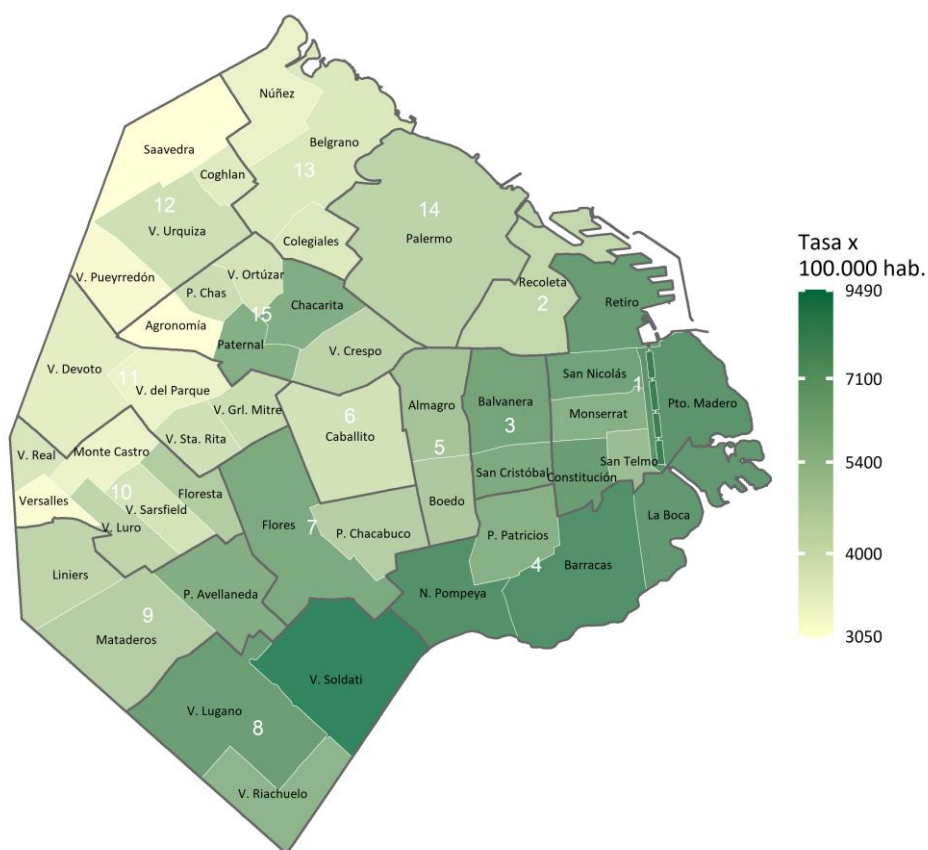 Núñez
Belgrano
Saavedra
Coghlan
13
12
V. Urquiza
14
Palermo
Colegiales
V. Pueyrredón
V. Ortúzar
P. Chas
Chacarita
15
Agronomía
Paternal
V. Crespo
Recoleta
2
Retiro
V. Devoto
11
V. del Parque
V. Grl. Mitre
V. Sta. Rita
6
Caballito
Almagro
5
Boedo
Balvanera
3
San Cristóbal
San Nicolás
1
Monserrat
San Telmo
Constitución
Pto. Madero
V. Real
Monte Castro
Versalles
10
V. Sarsfield
Floresta
V. Luro
Flores
7
P. Chacabuco
P. Patricios
4
Barracas
La Boca
N. Pompeya
Liniers
9
Mataderos
P. Avellaneda
V. Soldati
V. Lugano
8
V. Riachuelo
Tasa x
100.000 hab.
9490
7100
5400
4000
3050